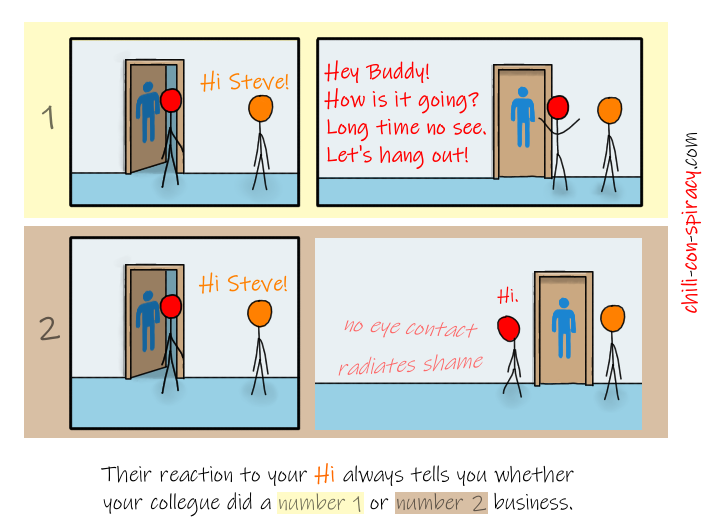 1
Hi Steve!
Hey Buddy!
How is it going?
Long time no see.
Let's hang out!
2
Hi Steve!
Hi.
no eye contact
radiates shame
chili-con-spiracy.com
Their reaction to your Hi always tells you whether
your collegue did a number 1 or number 2 business.